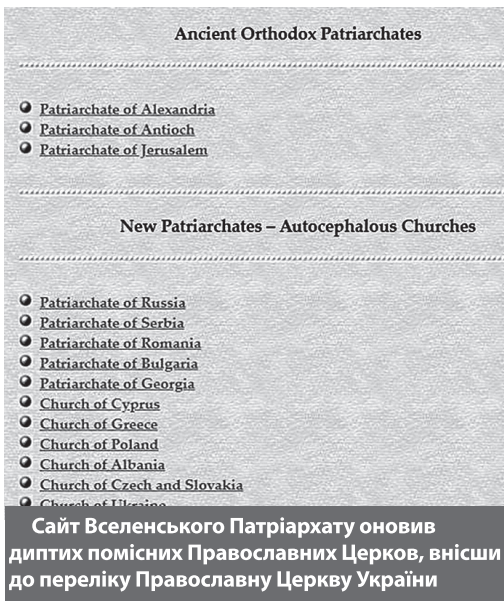 Ancient Orthodox Patriarchates
Patriarchate of Alexandria
Patriarchate of Antioch
Patriarchate of Jerusalem
New Patriarchates – Autocephalous Churches
Patriarchate of Russia
Patriarchate of Serbia
Patriarchate of Romania
Patriarchate of Bulgaria
Patriarchate of Georgia
Church of Cyprus
Church of Greece
Church of Poland
Church of Albania
Church of Czech and Slovakia
Church of Ukraine
Сайт Вселенського Патріархату оновив
диптих помісних Православних Церков, внісши
до переліку Православну Церкву України